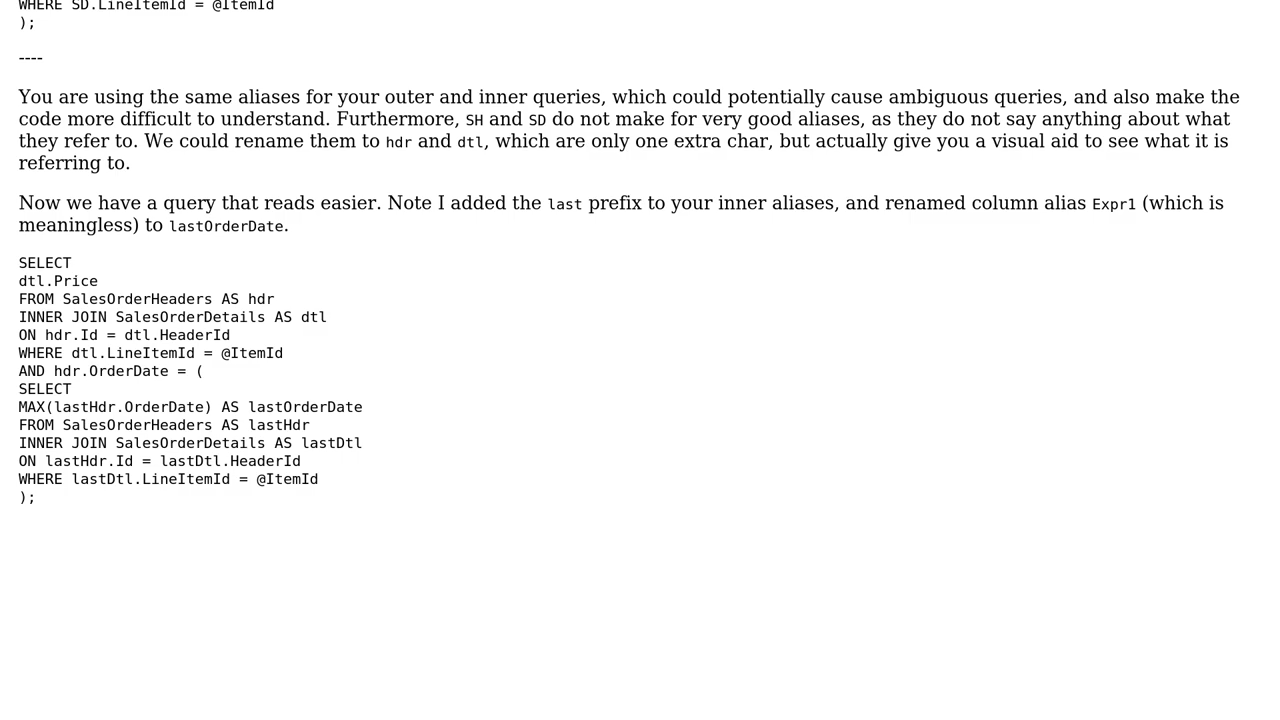 WHERE SD.LineItemId = @ItemId
);
----
You are using the same aliases for your outer and inner queries, which could potentially cause ambiguous queries, and also make the
code more difficult to understand. Furthermore, SH and SD do not make for very good aliases, as they do not say anything about what
they refer to. We could rename them to hdr and dtl, which are only one extra char, but actually give you a visual aid to see what it is
referring to.
Now we have a query that reads easier. Note I added the last prefix to your inner aliases, and renamed column alias Expr1 (which is
meaningless) to lastOrderDate.
SELECT
dtl.Price
FROM SalesOrderHeaders AS hdr
INNER JOIN SalesOrderDetails AS dtl
ON hdr.Id = dtl.HeaderId
WHERE dtl.LineItemId = @ItemId
AND hdr.OrderDate = (
SELECT
MAX(lastHdr.OrderDate) AS lastOrderDate
FROM SalesOrderHeaders AS lastHdr
INNER JOIN SalesOrderDetails AS lastDtl
ON lastHdr.Id = lastDtl.HeaderId
WHERE lastDtl.LineItemId = @ItemId
);